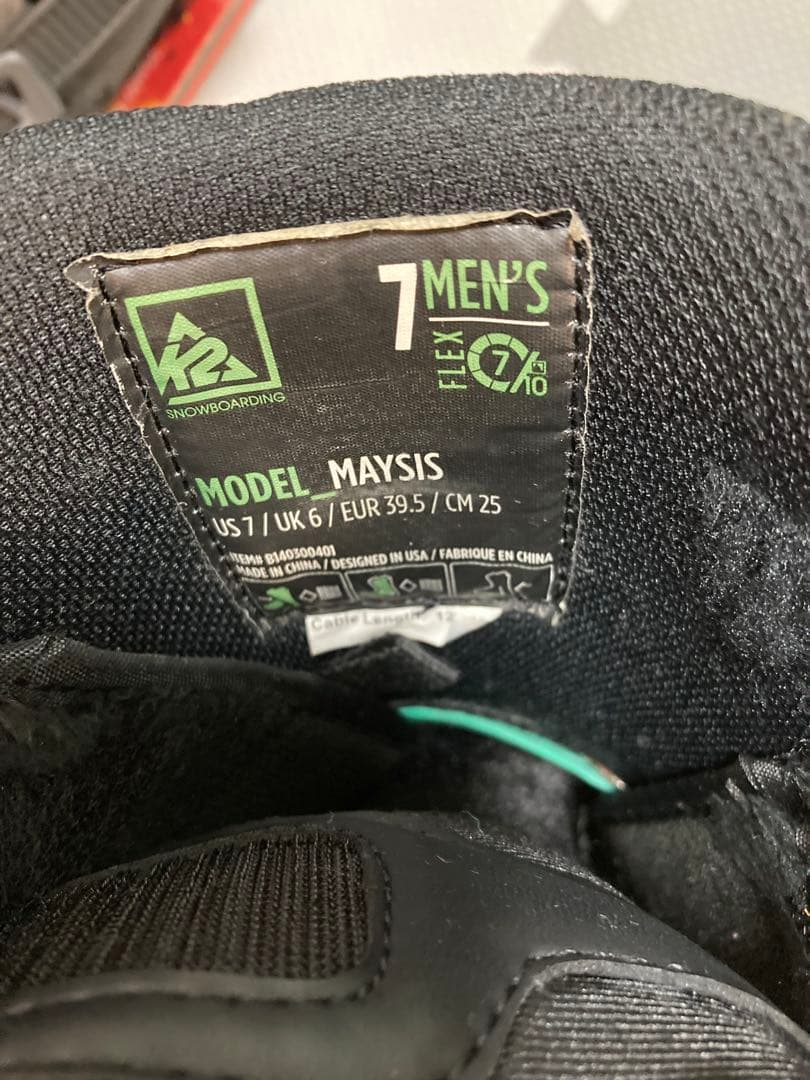 K2
SNOWBOARDING
7 MEN'S
FLEX 7/10
MODEL_MAYSIS
US 7 / UK 6 / EUR 39.5 / CM 25
ITEM# B140300401
MADE IN CHINA / DESIGNED IN USA / FABRIQUE EN CHINA
Cable Length: 12